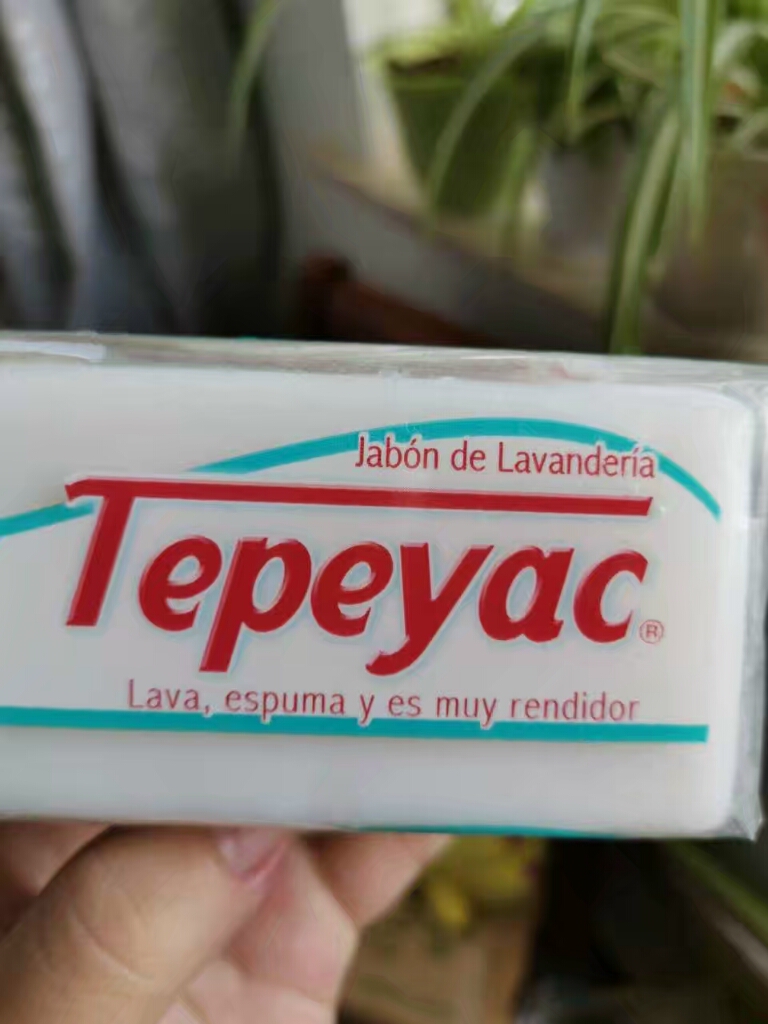 Jabón de Lavandería
Tepeyac®
Lava, espuma y es muy rendidor